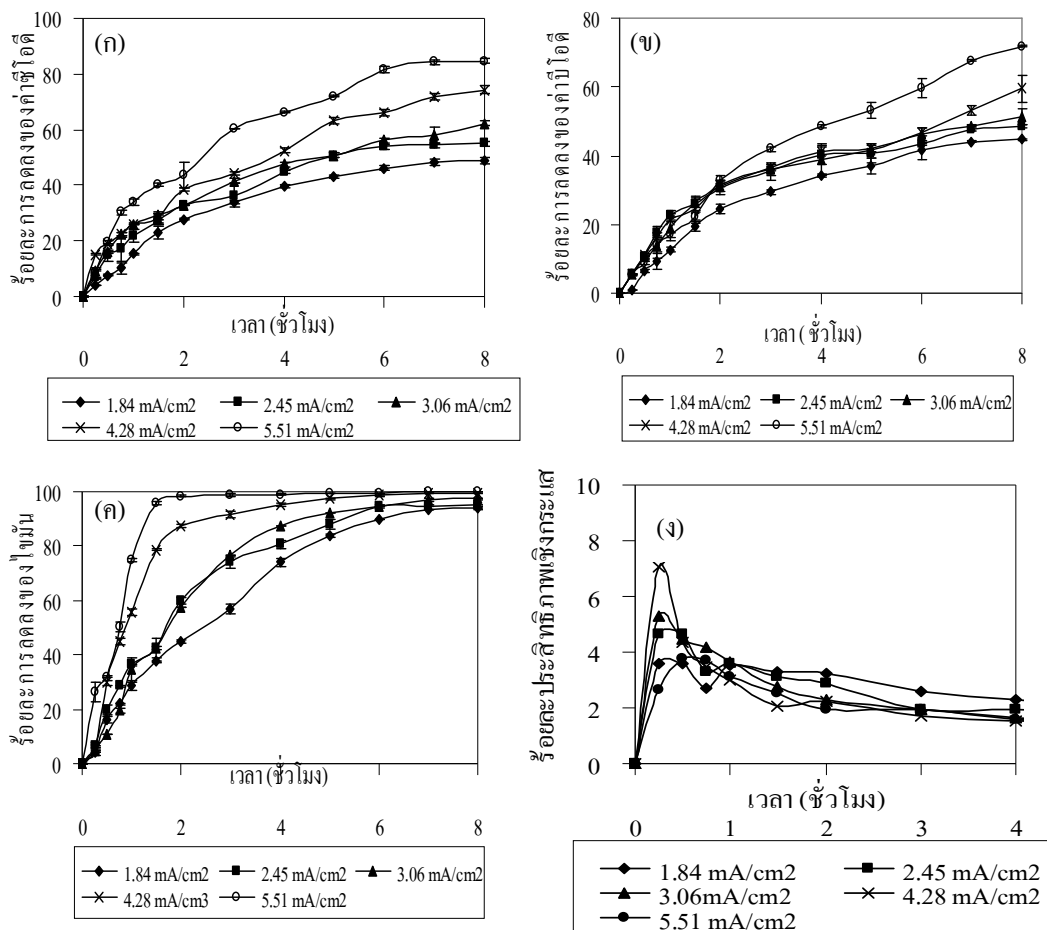 (ก)
ร้อยละการลดลงของค่าซีโอดี
100
80
60
40
20
0
เวลา (ชั่วโมง)
0 2 4 6 8
1.84 mA/cm2 2.45 mA/cm2 3.06 mA/cm2
4.28 mA/cm2 5.51 mA/cm2
(ข)
ร้อยละการลดลงของค่าบีโอดี
80
60
40
20
0
เวลา (ชั่วโมง)
0 2 4 6 8
1.84 mA/cm2 2.45 mA/cm2 3.06 mA/cm2
4.28 mA/cm2 5.51 mA/cm2
(ค)
ร้อยละการลดลงของไขมัน
100
80
60
40
20
0
เวลา (ชั่วโมง)
0 2 4 6 8
1.84 mA/cm2 2.45 mA/cm2 3.06 mA/cm2
4.28 mA/cm3 5.51 mA/cm2
(ง)
ร้อยละประสิทธิภาพเชิงกระแส
10
8
6
4
2
0
เวลา (ชั่วโมง)
0 1 2 3 4
1.84 mA/cm2 2.45 mA/cm2
3.06mA/cm2 4.28 mA/cm2
5.51 mA/cm2